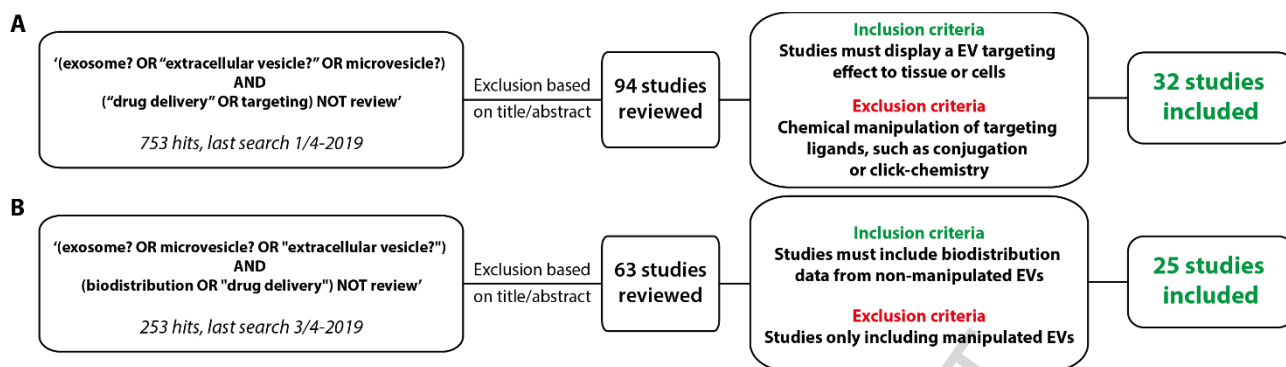 A
‘(exosome? OR “extracellular vesicle?” OR microvesicle?)
AND
(“drug delivery” OR targeting) NOT review’
753 hits, last search 1/4-2019
Exclusion based
on title/abstract
94 studies
reviewed
Inclusion criteria
Studies must display a EV targeting
effect to tissue or cells
Exclusion criteria
Chemical manipulation of targeting
ligands, such as conjugation
or click-chemistry
32 studies
included
B
‘(exosome? OR microvesicle? OR "extracellular vesicle?")
AND
(biodistribution OR "drug delivery") NOT review’
253 hits, last search 3/4-2019
Exclusion based
on title/abstract
63 studies
reviewed
Inclusion criteria
Studies must include biodistribution
data from non-manipulated EVs
Exclusion criteria
Studies only including manipulated EVs
25 studies
included